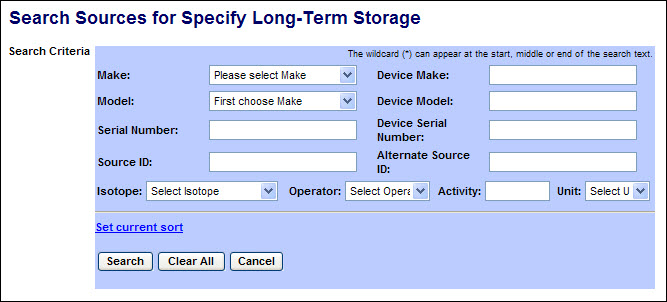 Search Sources for Specify Long-Term Storage
Search Criteria
The wildcard (*) can appear at the start, middle or end of the search text.
Make: Please select Make Device Make:
Model: First choose Make Device Model:
Serial Number: Device Serial Number:
Source ID: Alternate Source ID:
Isotope: Select Isotope Operator: Select Opera Activity: Unit: Select U
Set current sort
Search Clear All Cancel